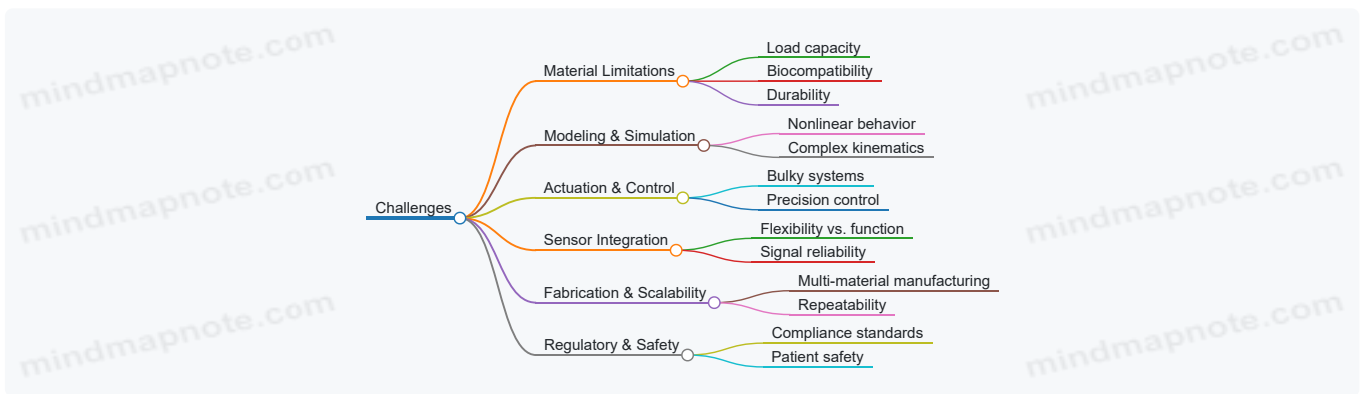 mindmapnote.com
mindmapnote.com
Load capacity
Material Limitations
Biocompatibility
Durability
Nonlinear behavior
Modeling & Simulation
Complex kinematics
mindmapnote.com
mindmapnote.com
Bulky systems
Actuation & Control
Precision control
Challenges
Flexibility vs. function
Sensor Integration
Signal reliability
Multi-material manufacturing
Fabrication & Scalability
Repeatability
mindmapnote.com
mindmapnote.com
Compliance standards
Regulatory & Safety
Patient safety